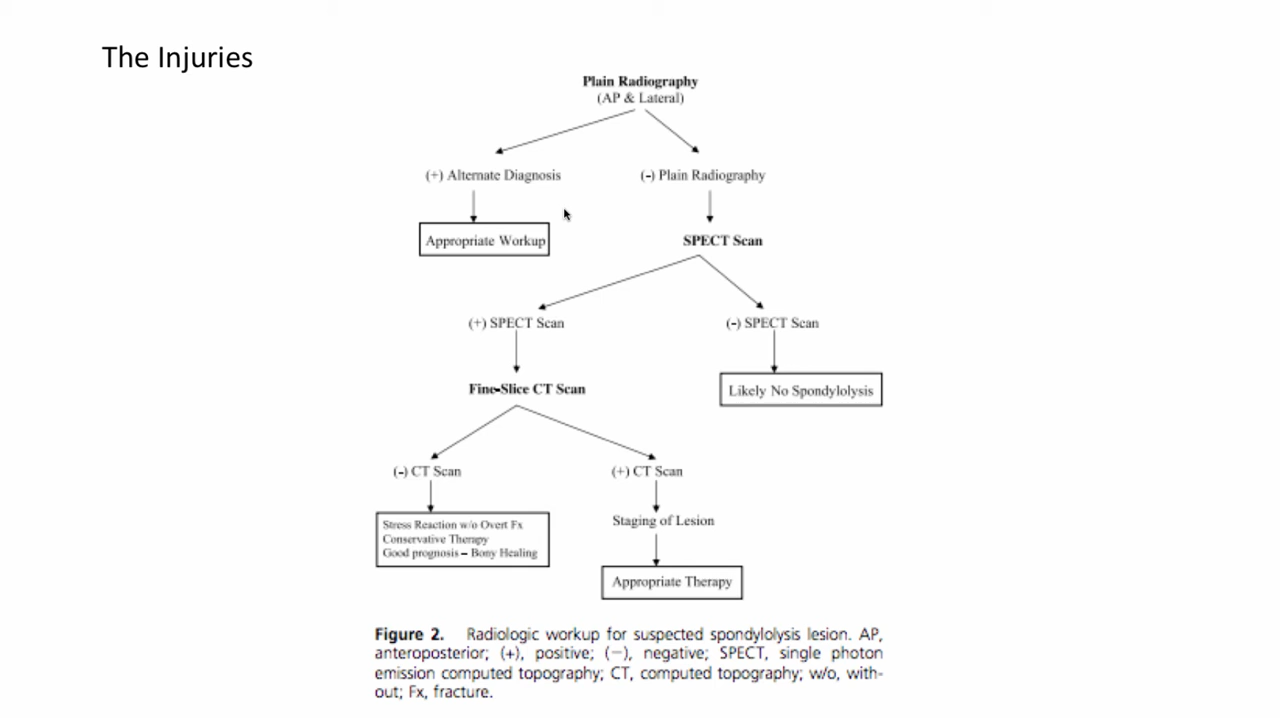 The Injuries
Plain Radiography
(AP & Lateral)
(+) Alternate Diagnosis
(-) Plain Radiography
Appropriate Workup
SPECT Scan
(+) SPECT Scan
(-) SPECT Scan
Fine-Slice CT Scan
Likely No Spondylolysis
(-) CT Scan
(+) CT Scan
Stress Reaction w/o Overt Fx
Conservative Therapy
Good prognosis – Bony Healing
Staging of Lesion
Appropriate Therapy
Figure 2. Radiologic workup for suspected spondylolysis lesion. AP,
anteroposterior; (+), positive; (−), negative; SPECT, single photon
emission computed topography; CT, computed topography; w/o, with-
out; Fx, fracture.